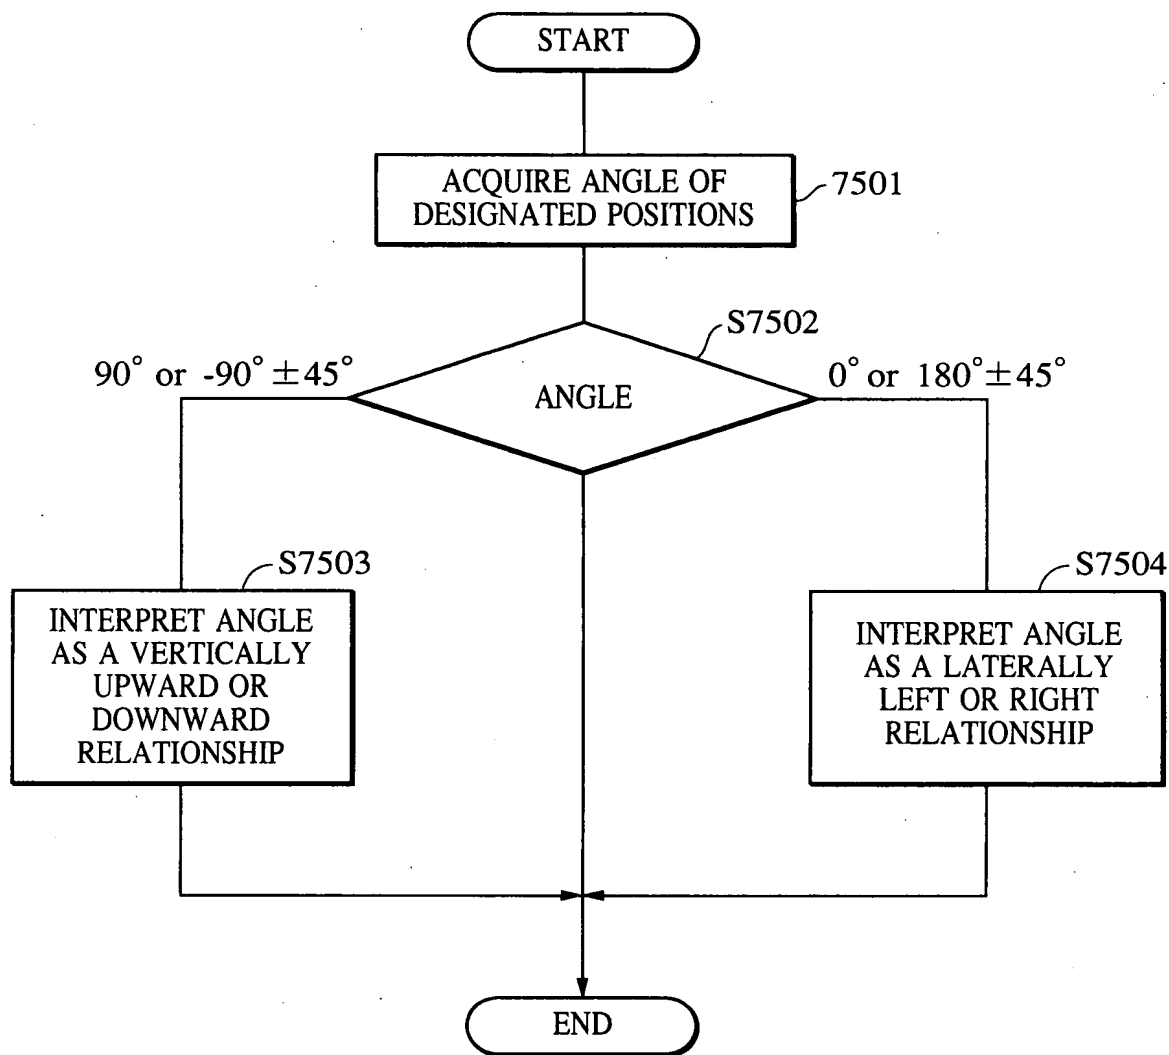 START
ACQUIRE ANGLE OF
DESIGNATED POSITIONS
7501
S7502
90° or -90° ±45°
ANGLE
0° or 180°±45°
S7503
INTERPRET ANGLE
AS A VERTICALLY
UPWARD OR
DOWNWARD
RELATIONSHIP
S7504
INTERPRET ANGLE
AS A LATERALLY
LEFT OR RIGHT
RELATIONSHIP
END